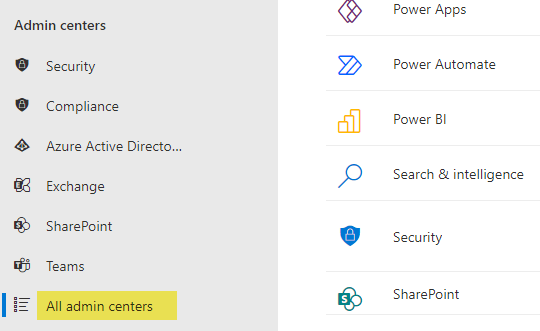 Admin centers
Security
Compliance
Azure Active Directo...
Exchange
SharePoint
Teams
All admin centers
Power Apps
Power Automate
Power BI
Search & intelligence
Security
SharePoint